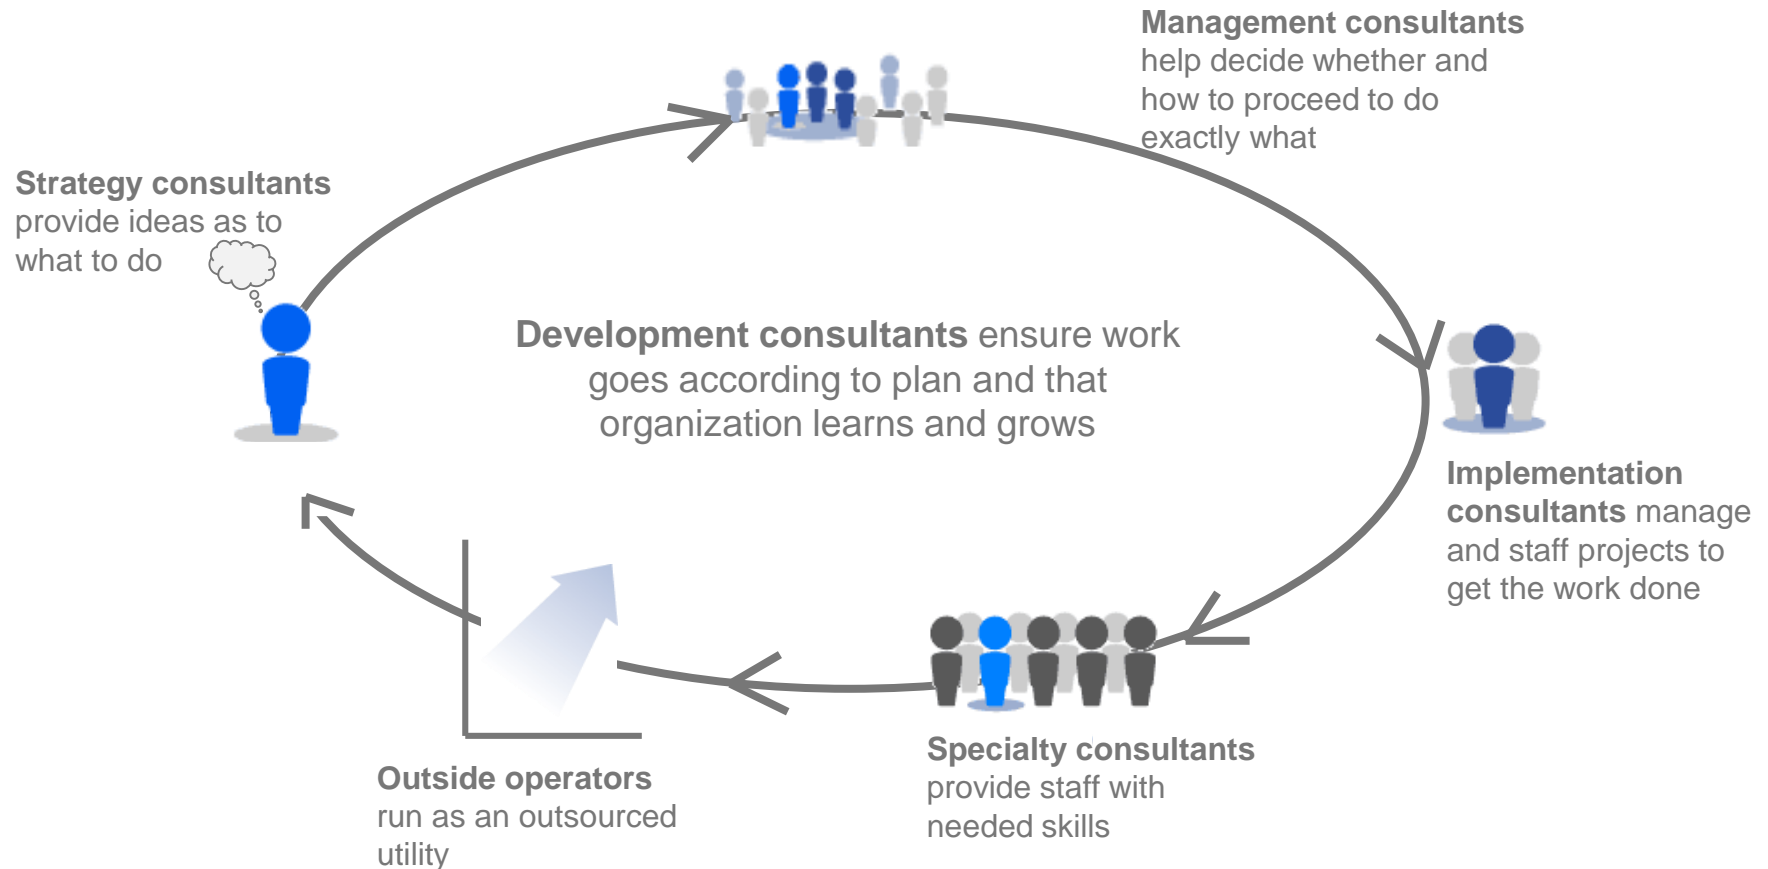 Management consultants
help decide whether and
how to proceed to do
exactly what
Strategy consultants
provide ideas as to
what to do
Development consultants ensure work
goes according to plan and that
organization learns and grows
Implementation
consultants manage
and staff projects to
get the work done
Specialty consultants
provide staff with
needed skills
Outside operators
run as an outsourced
utility